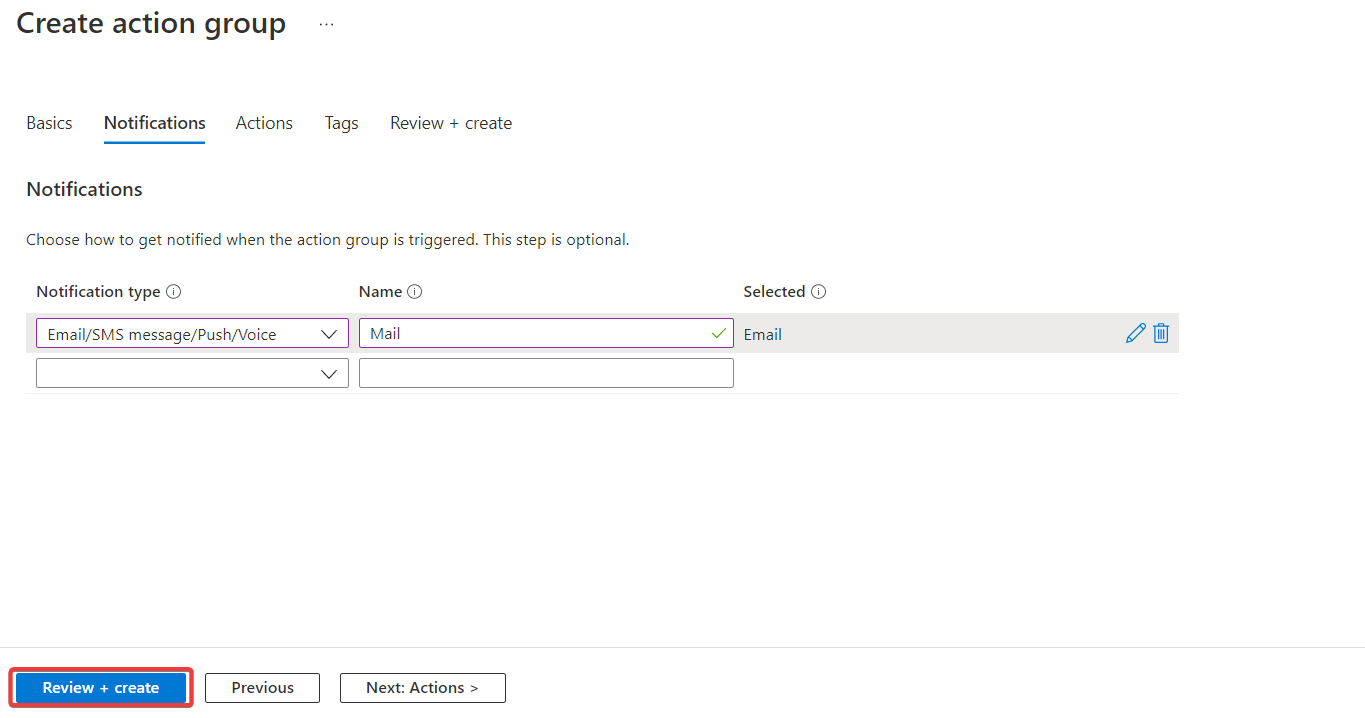 Create action group ...
Basics Notifications Actions Tags Review + create
Notifications
Choose how to get notified when the action group is triggered. This step is optional.
Notification type Name Selected
Email/SMS message/Push/Voice Mail Email
Review + create Previous Next: Actions >